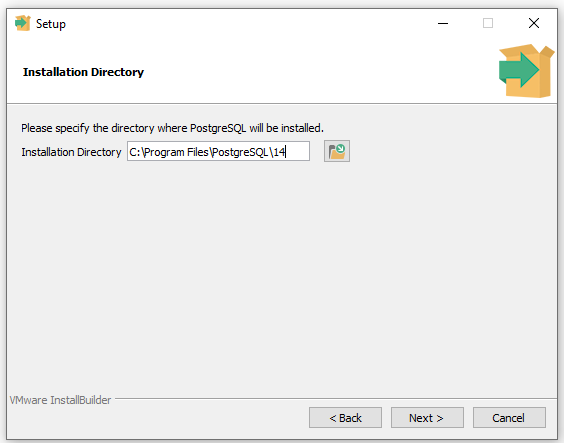 Setup
Installation Directory
Please specify the directory where PostgreSQL will be installed.
Installation Directory C:\Program Files\PostgreSQL\14
VMware InstallBuilder
< Back Next > Cancel